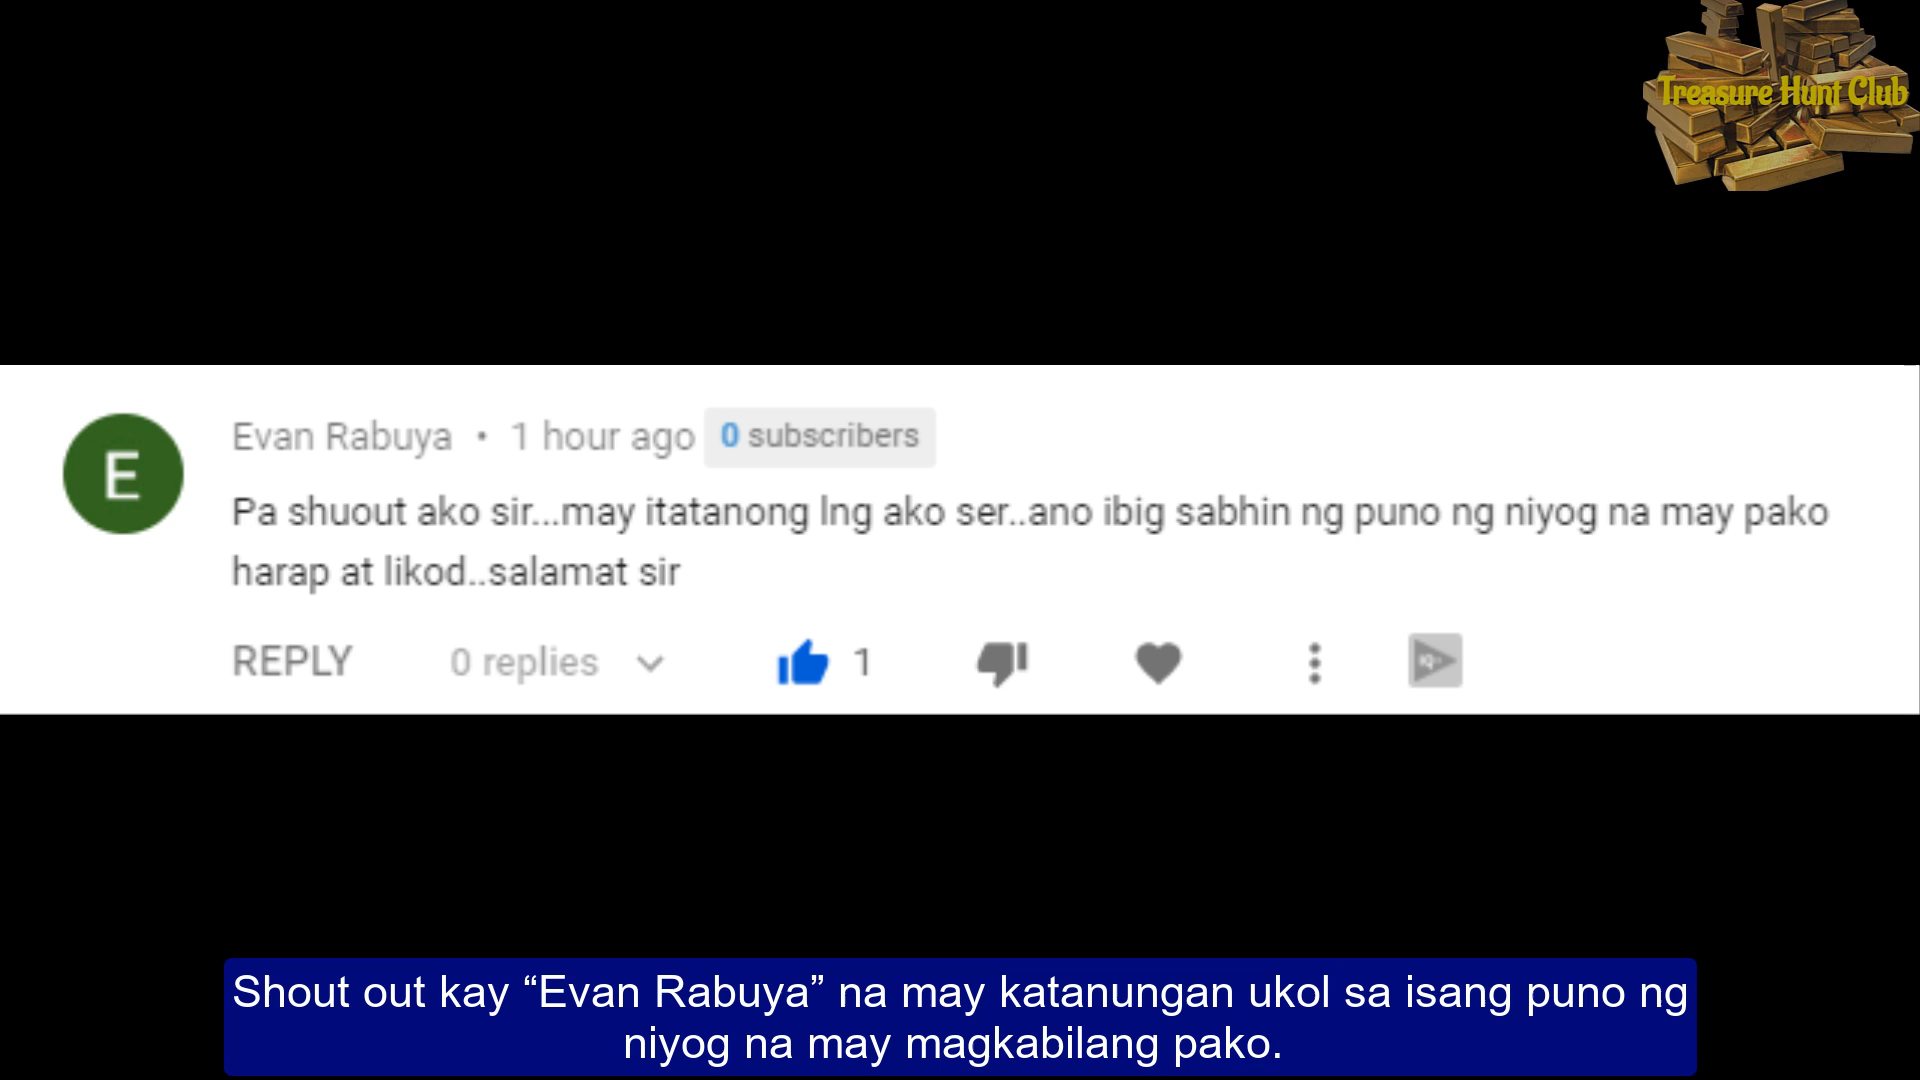 Treasure Hunt Club
E
Evan Rabuya • 1 hour ago 0 subscribers
Pa shuout ako sir...may itatanong lng ako ser..ano ibig sabhin ng puno ng niyog na may pako
harap at likod..salamat sir
REPLY 0 replies 1
Shout out kay “Evan Rabuya” na may katanungan ukol sa isang puno ng
niyog na may magkabilang pako.